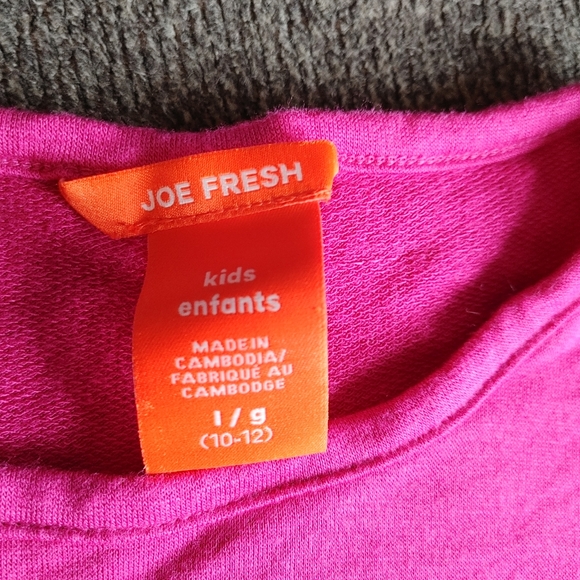 JOE FRESH
kids
enfants
MADE IN
CAMBODIA/
FABRIQUÉ AU
CAMBODGE
l/g
(10-12)